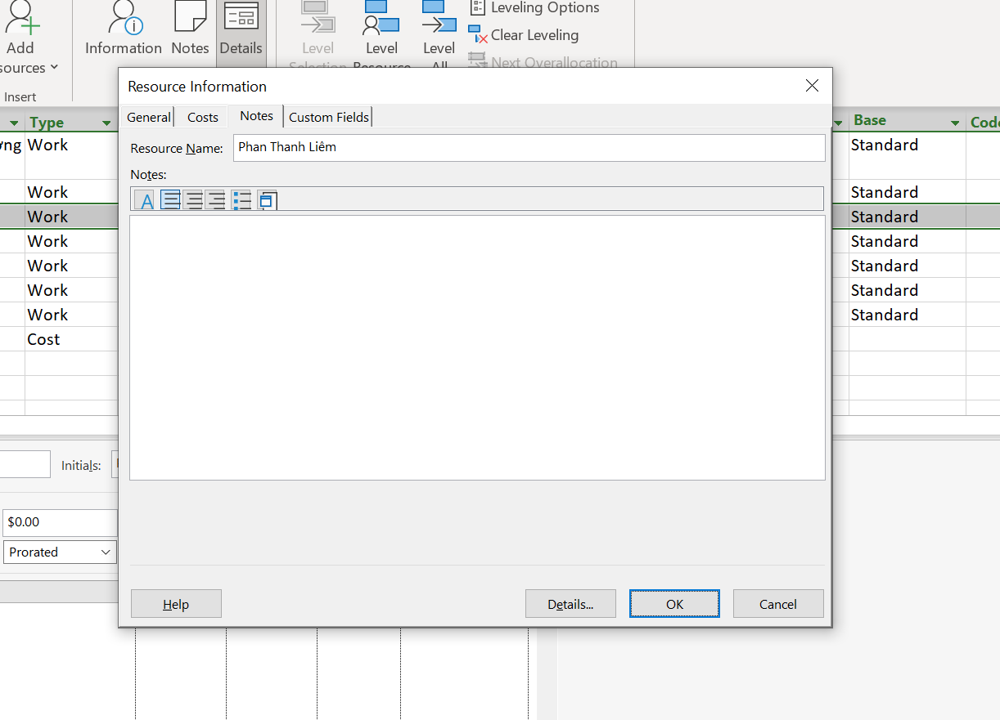 Leveling Options
Clear Leveling
Next Overallocation
Add
sources
Information
Notes
Details
Level
Selection
Level
Resource
Level
All
Insert
Resource Information
General
Costs
Notes
Custom Fields
Resource Name: Phan Thanh Liêm
Notes:
A
Type
Base
Code
ơng Work Standard
Work Standard
Work Standard
Work Standard
Work Standard
Work Standard
Work Standard
Cost
Initials:
$0.00
Prorated
Help
Details...
OK
Cancel